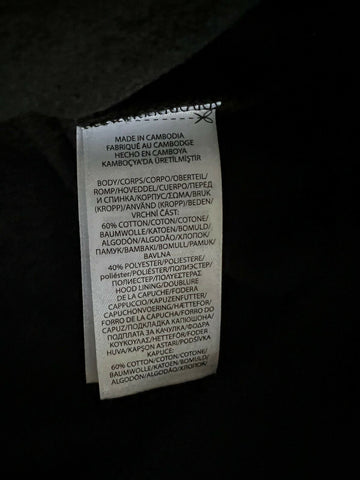 MADE IN CAMBODIA
FABRIQUÉ AU CAMBODGE
HECHO EN CAMBOYA
KAMBOÇYA'DA ÜRETİLMİŞTİR
BODY/CORPS/CORPO/OBERTEIL/
ROMP/HOVEDDEL/CUERPO/ПЕРЕД
И СПИНКА/КОРПУС/ΣΩΜΑ/BRUK
(KROPP)/ANVÄND (KROPP)/BEDEN/
VRCHNÍ ČÁST:
60% COTTON/COTON/COTONE/
BAUMWOLLE/KATOEN/BOMULD/
ALGODÓN/ALGODÃO/ХЛОПОК/
ПАМУК/ΒΑΜΒΑΚΙ/BOMULL/PAMUK/
BAVLNA
40% POLYESTER/POLIESTERE/
poliéster/POLIÉSTER/ПОЛИЭСТЕР/
ПОЛИЕСТЕР/ΠΟΛΥΕΣΤΕΡΑΣ
HOOD LINING/DOUBLURE
DE LA CAPUCHE/FODERA
CAPPUCCIO/KAPUZENFUTTER/
CAPUCHONVOERING/HÆTTEFOR/
FORRO DE LA CAPUCHA/FORRO DO
CAPUZ/ПОДКЛАДКА КАПЮШОНА/
ПОДПЛАТА ЗА КАЧУЛКА/ΦΟΔΡΑ
ΚΟΥΚΟΥΛΑΣ/HETTEFÔR/FODER
HUVA/KAPŞON ASTARI/PODŠÍVKA
KAPUCE:
60% COTTON/COTON/COTONE/
BAUMWOLLE/KATOEN/BOMULD/
ALGODÓN/ALGODÃO/ХЛОПОК/